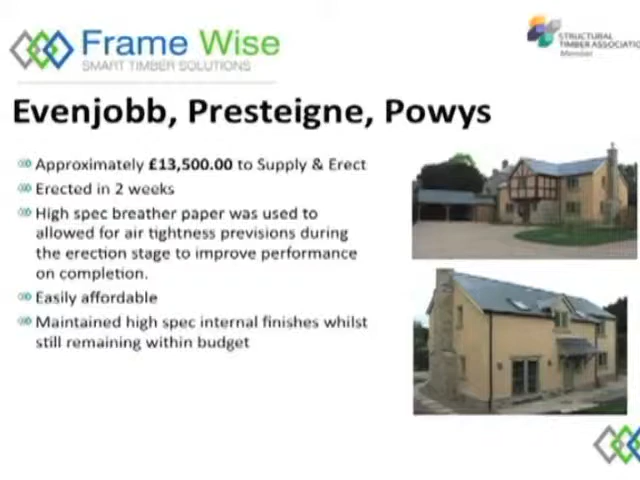 Frame Wise
SMART TIMBER SOLUTIONS
STRUCTURAL
TIMBER ASSOCIATIO
Member
Evenjobb, Presteigne, Powys
Approximately £13,500.00 to Supply & Erect
Erected in 2 weeks
High spec breather paper was used to
allowed for air tightness previsions during
the erection stage to improve performance
on completion.
Easily affordable
Maintained high spec internal finishes whilst
still remaining within budget